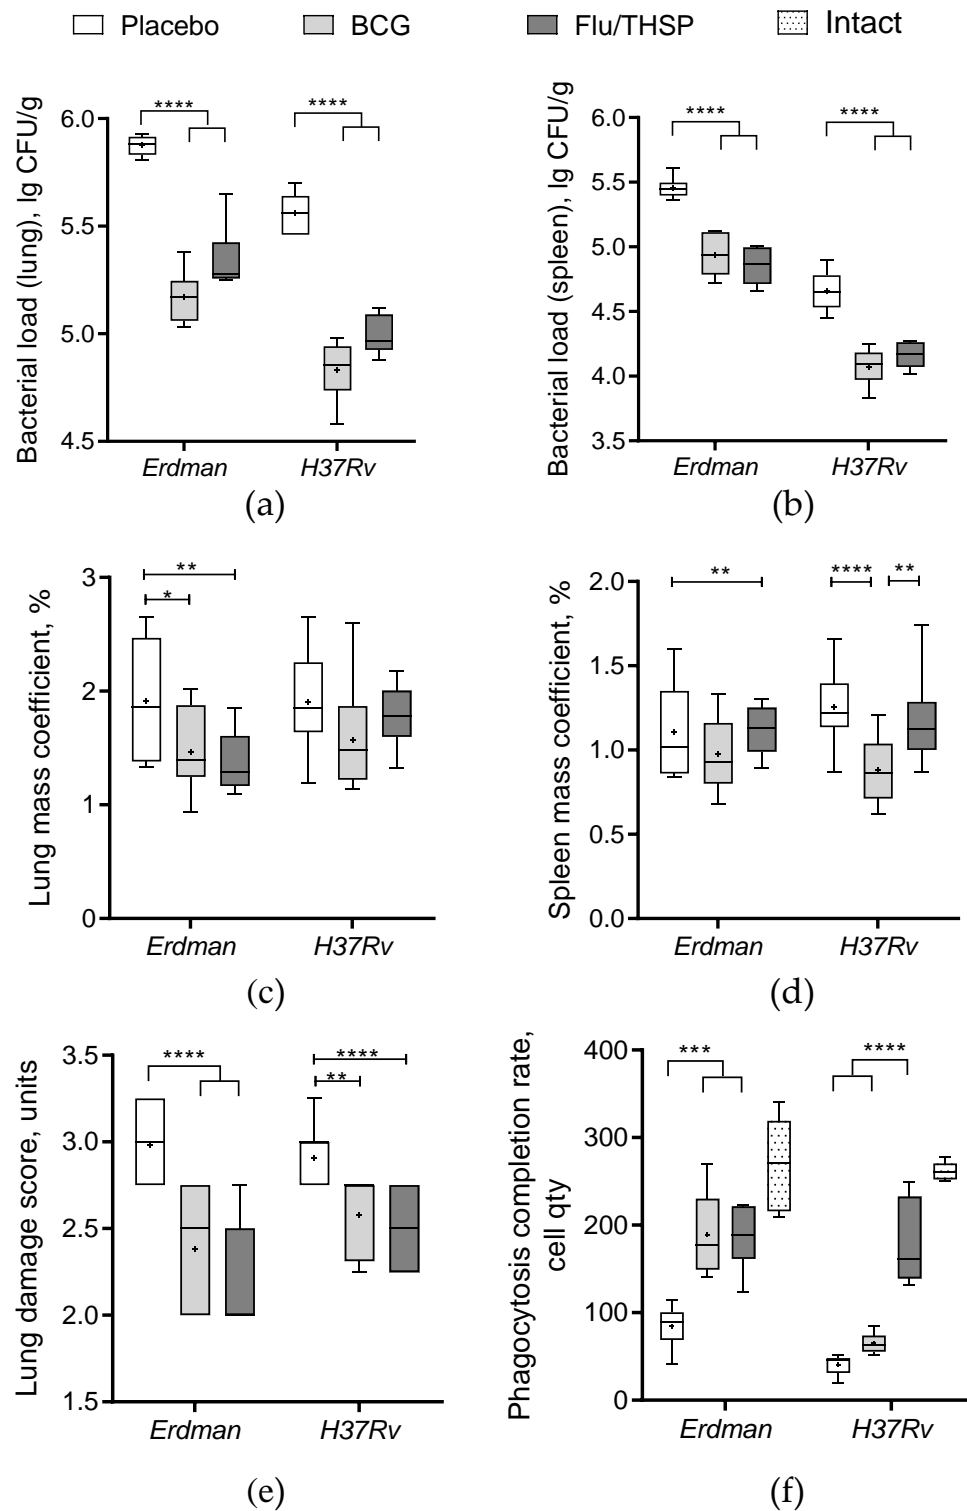 Placebo BCG Flu/THSP Intact
Bacterial load (lung), lg CFU/g
6.0
5.5
5.0
4.5
**** ****
Erdman H37Rv
(a)
Bacterial load (spleen), lg CFU/g
6.0
5.5
5.0
4.5
4.0
3.5
**** ****
Erdman H37Rv
(b)
Lung mass coefficient, %
3
2
1
0
**
*
Erdman H37Rv
(c)
Spleen mass coefficient, %
2.0
1.5
1.0
0.5
0.0
** **** **
Erdman H37Rv
(d)
Lung damage score, units
3.5
3.0
2.5
2.0
1.5
**** ****
**
Erdman H37Rv
(e)
Phagocytosis completion rate,
cell qty
400
300
200
100
0
*** ****
Erdman H37Rv
(f)